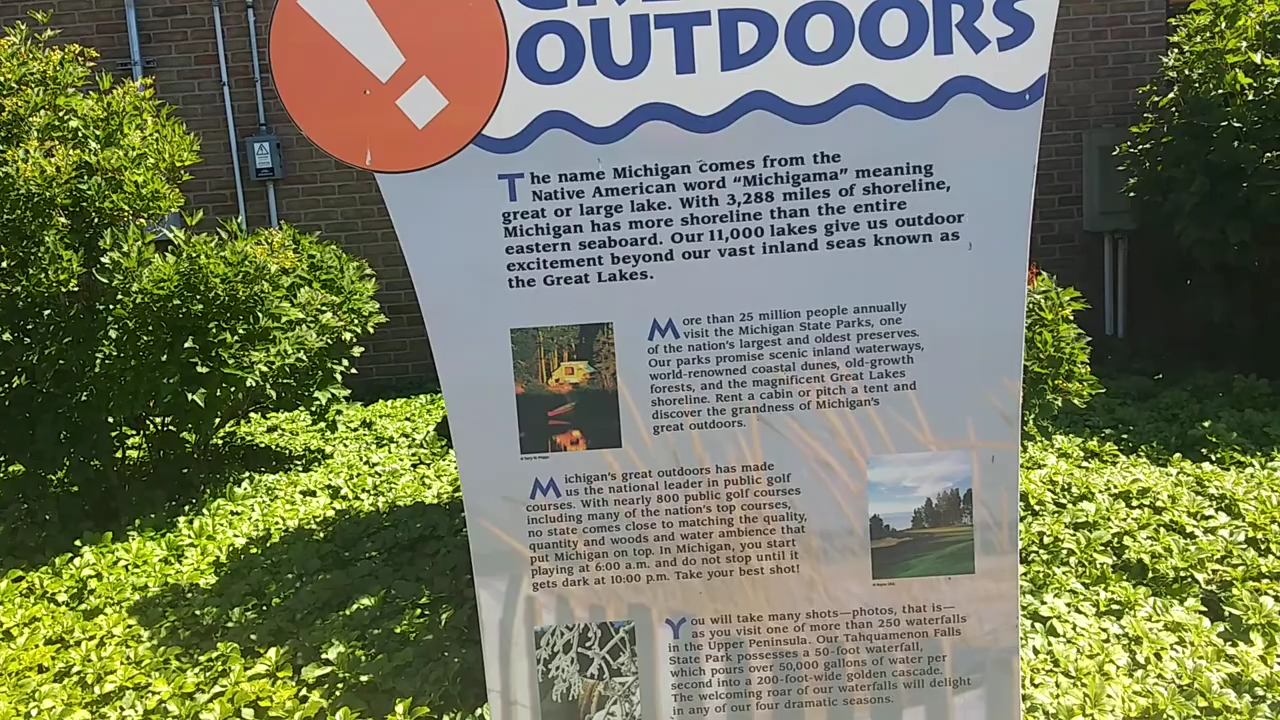 OUTDOORS
The name Michigan comes from the
Native American word “Michigama” meaning
great or large lake. With 3,288 miles of shoreline,
Michigan has more shoreline than the entire
eastern seaboard. Our 11,000 lakes give us outdoor
excitement beyond our vast inland seas known as
the Great Lakes.
More than 25 million people annually
visit the Michigan State Parks, one
of the nation's largest and oldest preserves.
Our parks promise scenic inland waterways,
world-renowned coastal dunes, old-growth
forests, and the magnificent Great Lakes
shoreline. Rent a cabin or pitch a tent and
discover the grandness of Michigan's
great outdoors.
Michigan's great outdoors has made
us the national leader in public golf
courses. With nearly 800 public golf courses
including many of the nation's top courses,
no state comes close to matching the quality,
quantity and woods and water ambience that
put Michigan on top. In Michigan, you start
playing at 6:00 a.m. and do not stop until it
gets dark at 10:00 p.m. Take your best shot!
You will take many shots—photos, that is—
as you visit one of more than 250 waterfalls
in the Upper Peninsula. Our Tahquamenon Falls
State Park possesses a 50-foot waterfall,
which pours over 50,000 gallons of water per
second into a 200-foot-wide golden cascade.
The welcoming roar of our waterfalls will delight
in any of our four dramatic seasons.